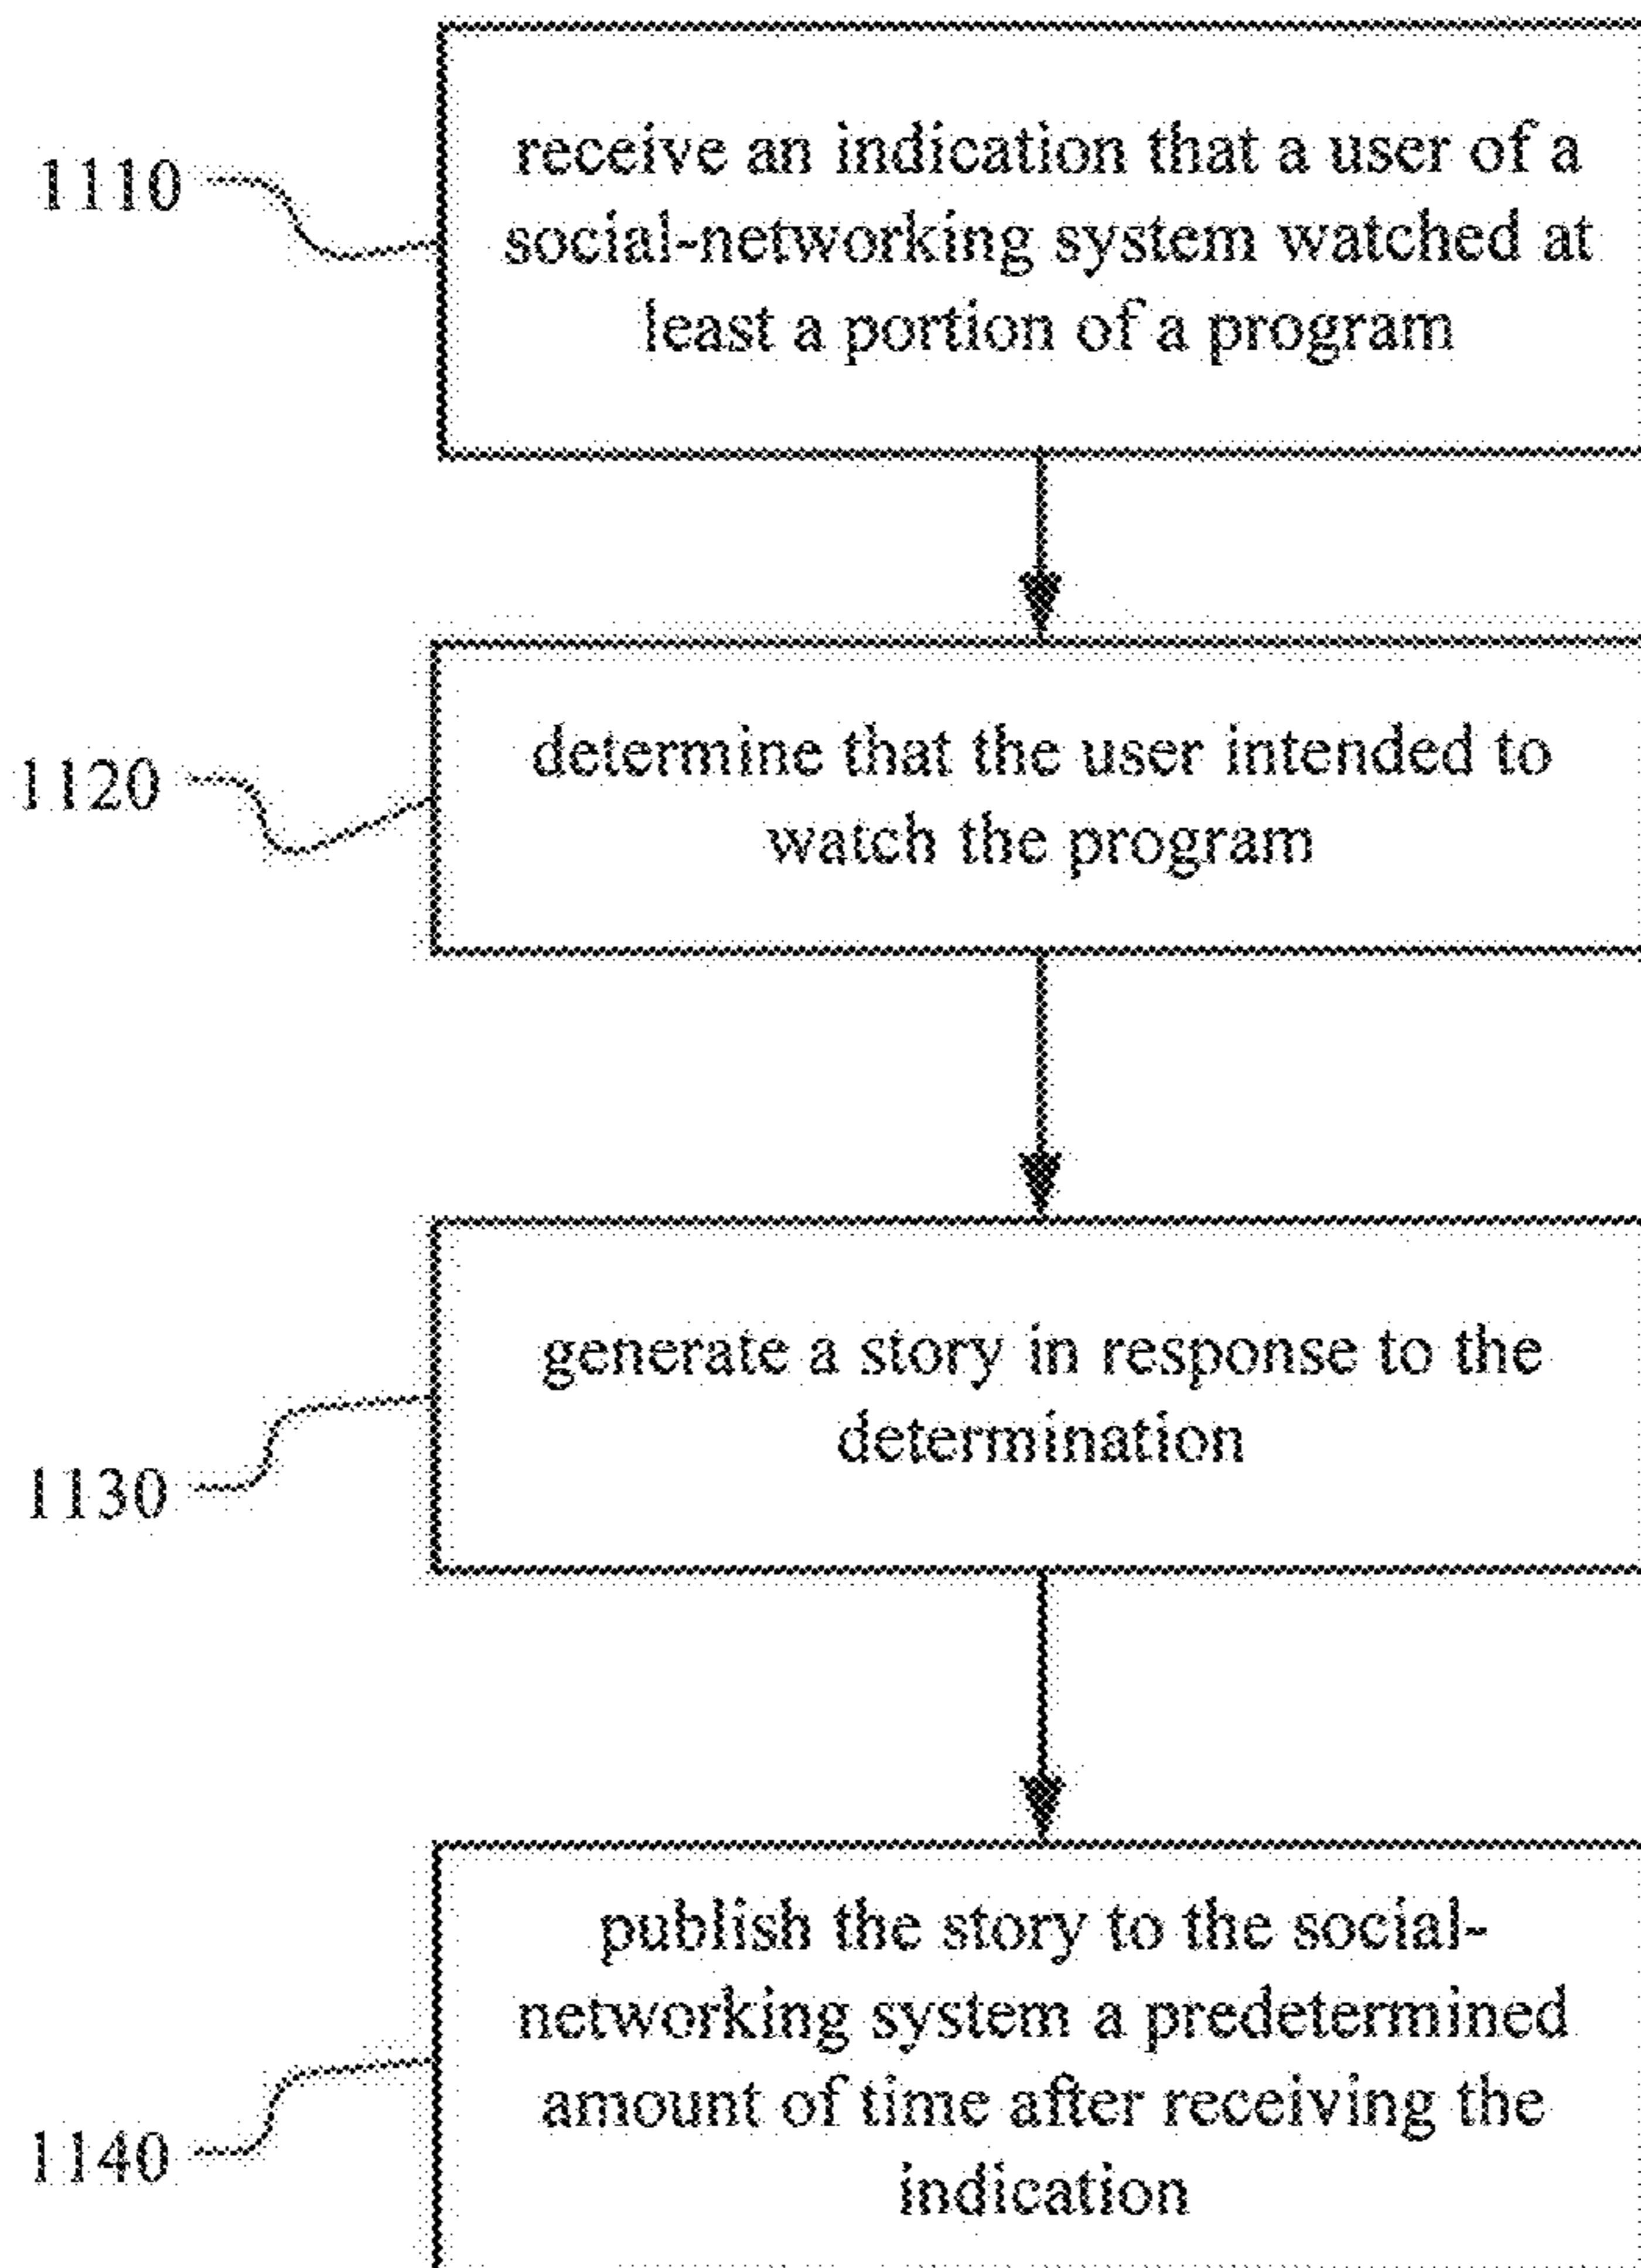 1110
receive an indication that a user of a
social-networking system watched at
least a portion of a program
1120
determine that the user intended to
watch the program
1130
generate a story in response to the
determination
1140
publish the story to the social-
networking system a predetermined
amount of time after receiving the
indication